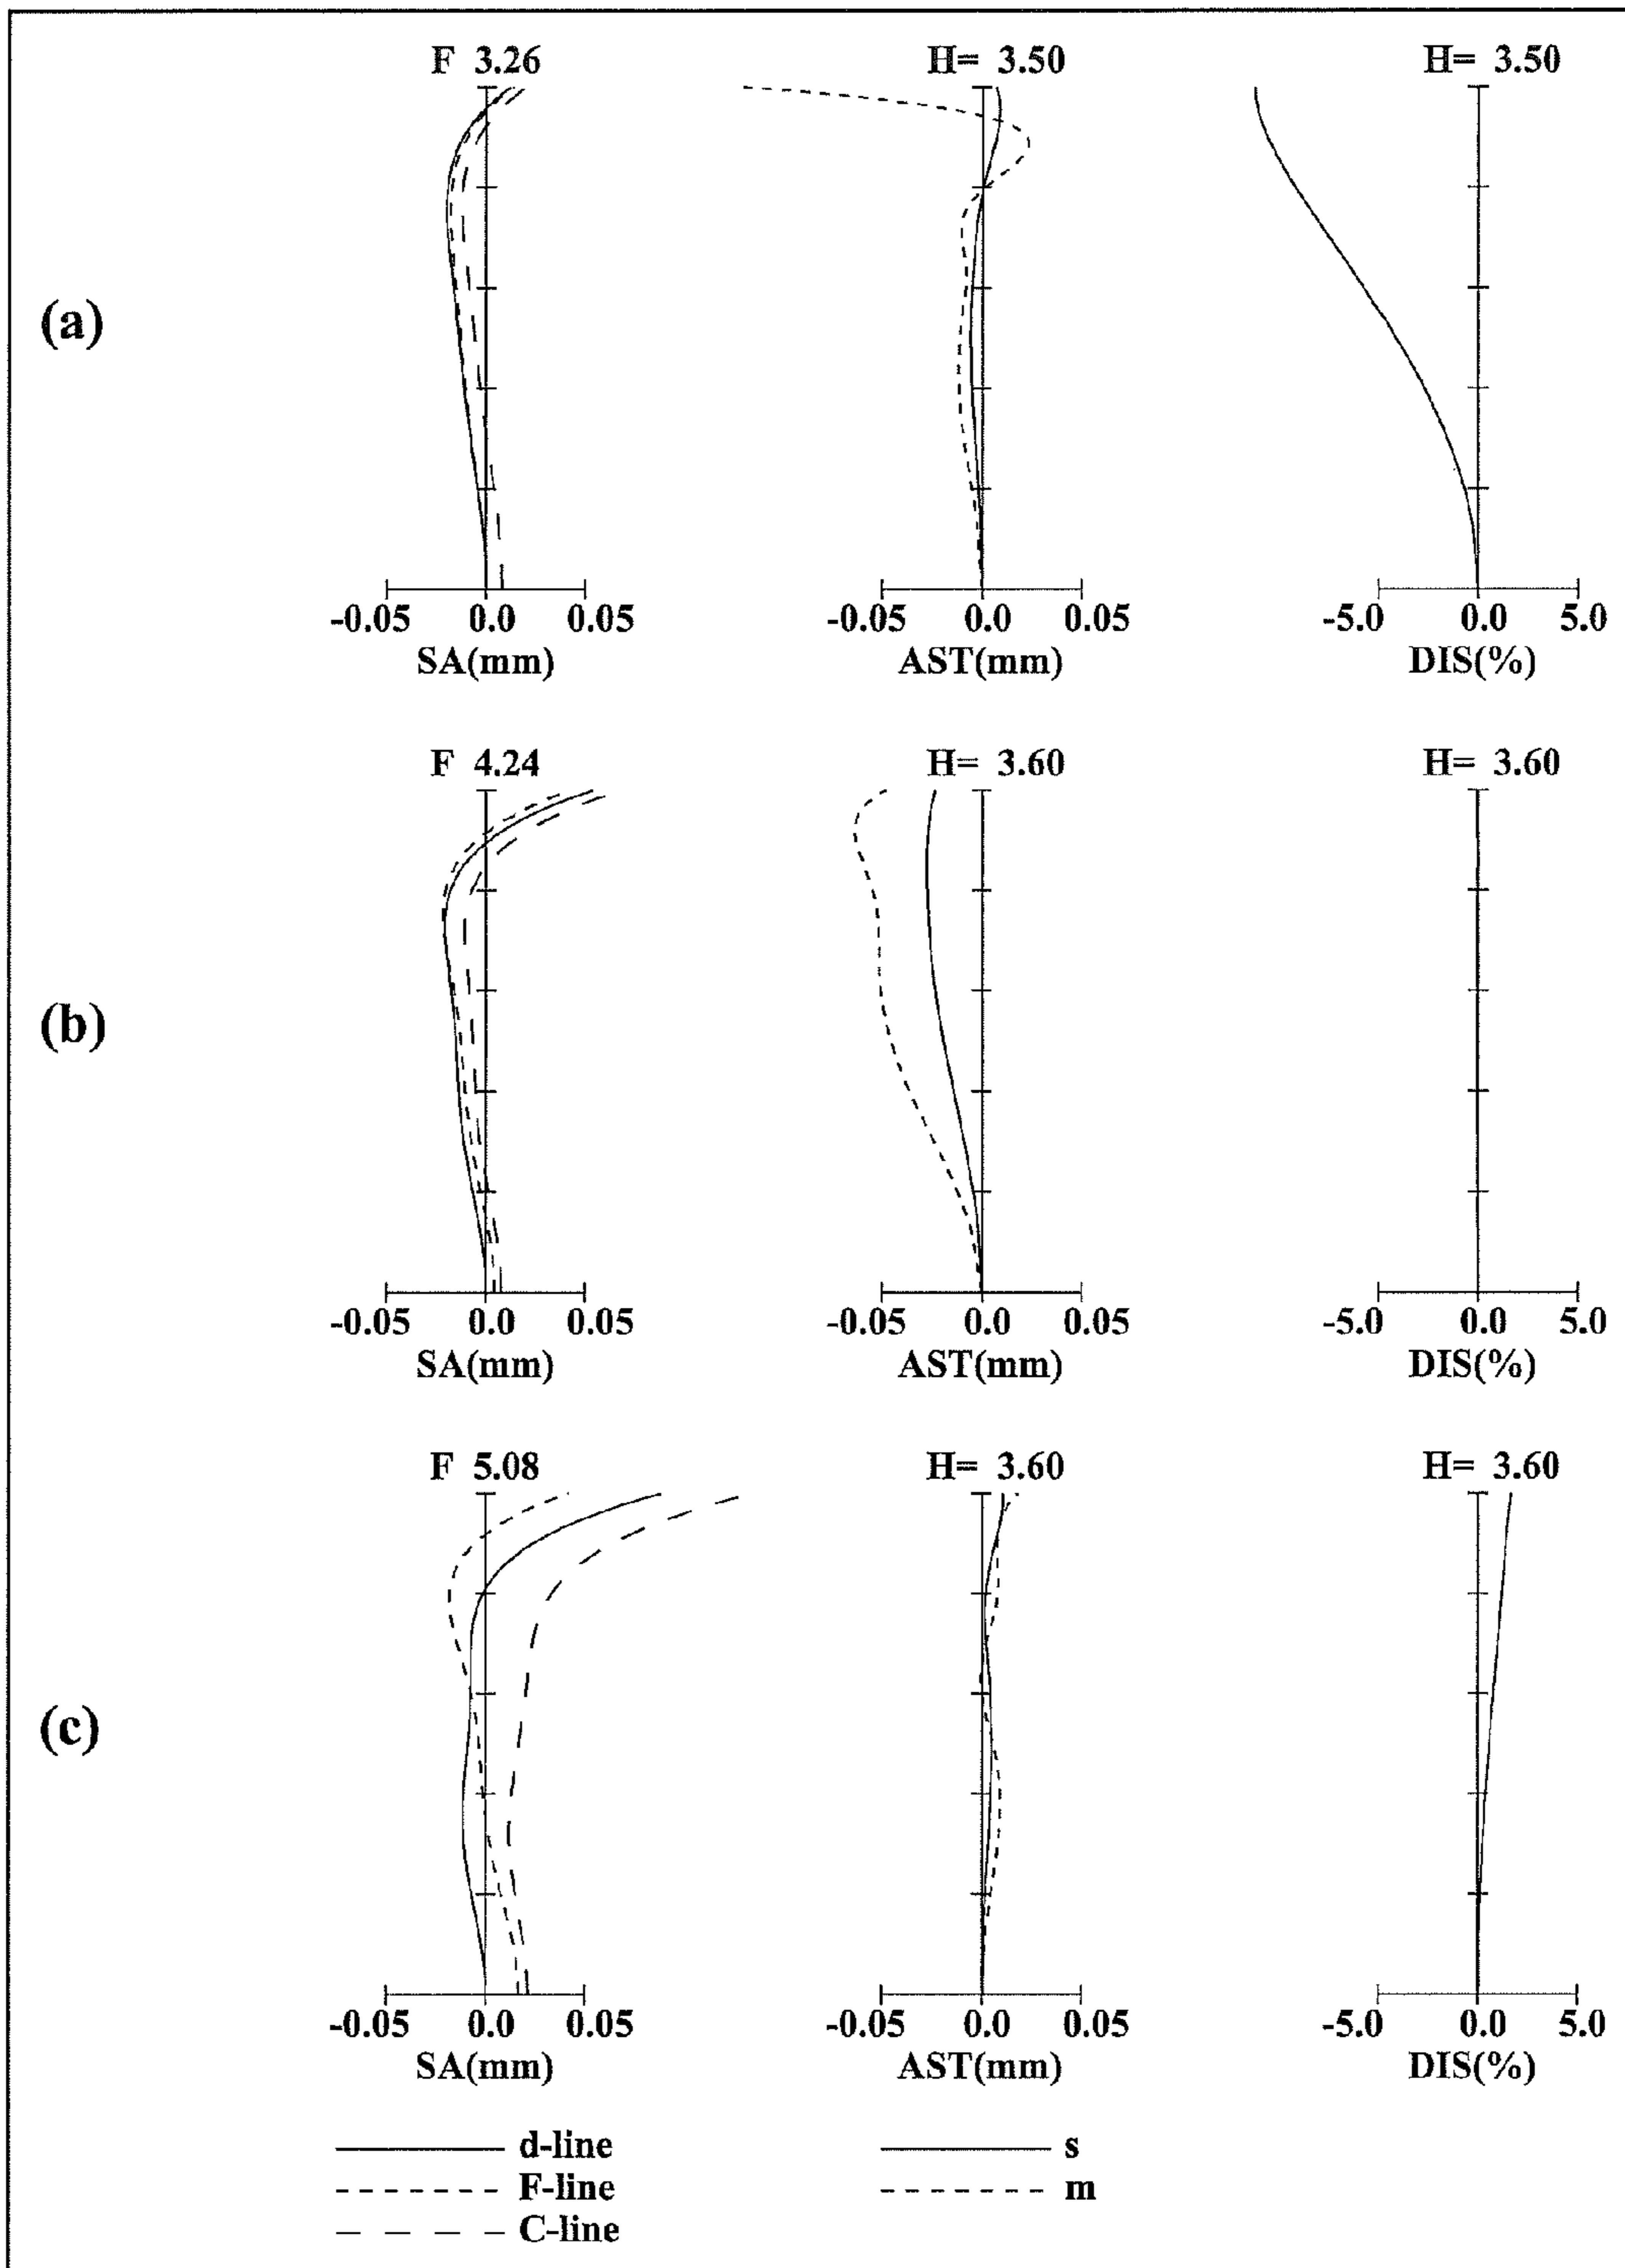 F 3.26 H= 3.50 H= 3.50
(a)
-0.05 0.0 0.05 -0.05 0.0 0.05 -5.0 0.0 5.0
SA(mm) AST(mm) DIS(%)
F 4.24 H= 3.60 H= 3.60
(b)
-0.05 0.0 0.05 -0.05 0.0 0.05 -5.0 0.0 5.0
SA(mm) AST(mm) DIS(%)
F 5.08 H= 3.60 H= 3.60
(c)
-0.05 0.0 0.05 -0.05 0.0 0.05 -5.0 0.0 5.0
SA(mm) AST(mm) DIS(%)
d-line s
F-line m
C-line